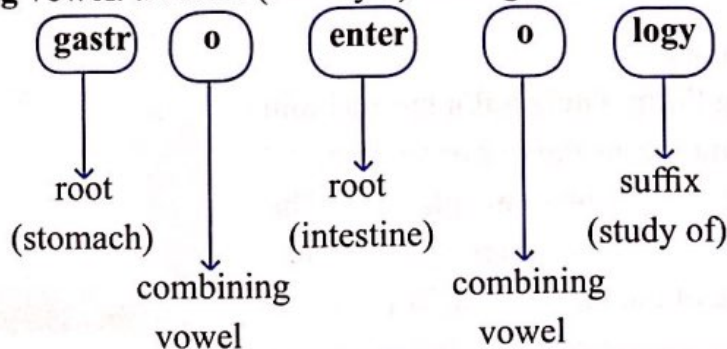 gastr o enter o logy
root root suffix
(stomach) (intestine) (study of)
combining combining
vowel vowel